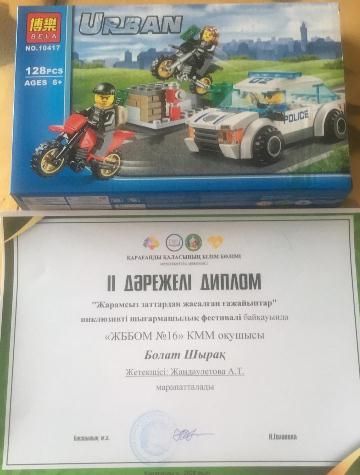 博樂
BELA
NO.10417
URBAN
128PCS
AGES 6+
POLICE
ҚАРАҒАНДЫ ҚАЛАСЫНЫҢ БІЛІМ БӨЛІМІ
II ДӘРЕЖЕЛІ ДИПЛОМ
"Жарамсыз заттардан жасалған ғажайыптар"
инклюзивті шығармашылық фестивалі байқауында
«ЖББОМ №16» КММ оқушысы
Болат Шырақ
Жетекшісі: Жандаулетова А.Т.
марапатталады
Басшының м.а.